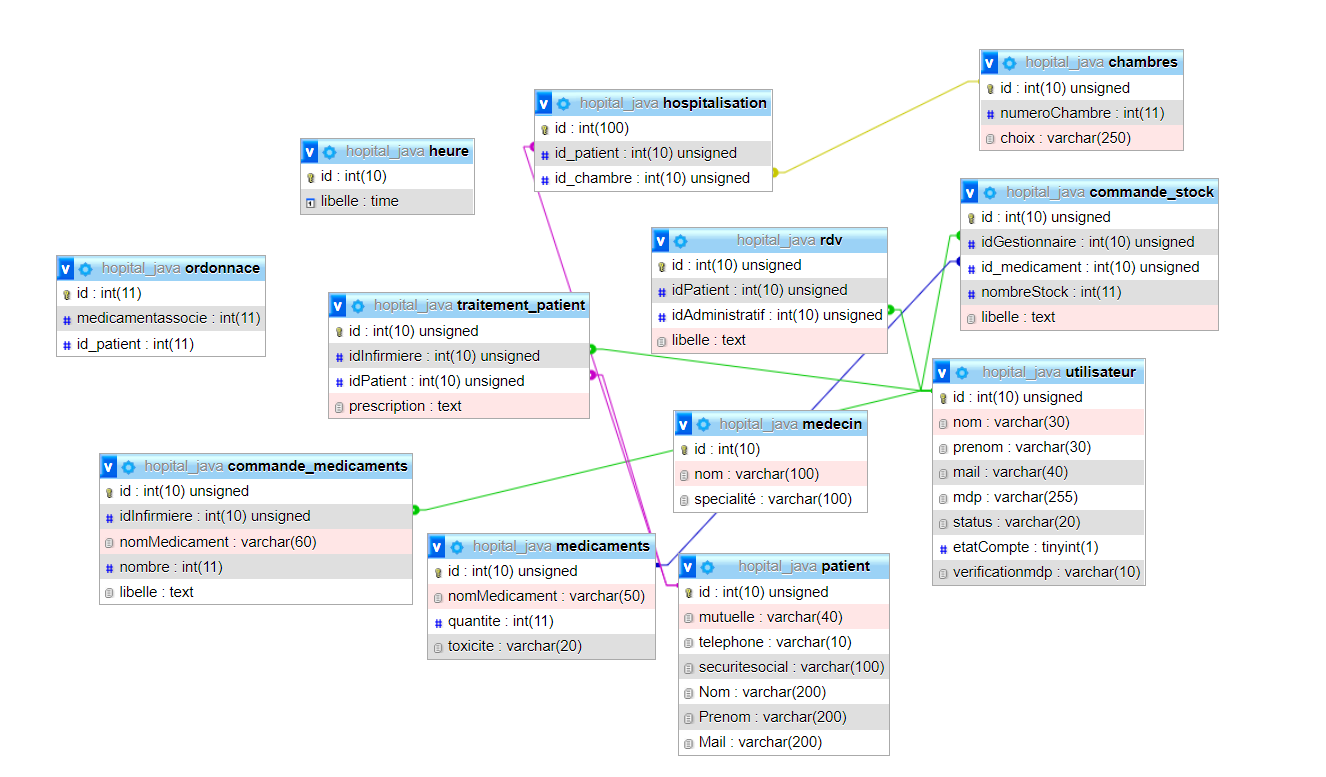 hopital_java chambres
id : int(10) unsigned
numeroChambre : int(11)
choix : varchar(250)
hopital_java hospitalisation
id : int(100)
id_patient : int(10) unsigned
id_chambre : int(10) unsigned
hopital_java heure
id : int(10)
libelle : time
hopital_java commande_stock
id : int(10) unsigned
idGestionnaire : int(10) unsigned
id_medicament : int(10) unsigned
nombreStock : int(11)
libelle : text
hopital_java rdv
id : int(10) unsigned
idPatient : int(10) unsigned
idAdministratif : int(10) unsigned
libelle : text
hopital_java ordonnace
id : int(11)
medicamentassocie : int(11)
id_patient : int(11)
hopital_java traitement_patient
id : int(10) unsigned
idInfirmiere : int(10) unsigned
idPatient : int(10) unsigned
prescription : text
hopital_java utilisateur
id : int(10) unsigned
nom : varchar(30)
prenom : varchar(30)
mail : varchar(40)
mdp : varchar(255)
status : varchar(20)
etatCompte : tinyint(1)
verificationmdp : varchar(10)
hopital_java medecin
id : int(10)
nom : varchar(100)
specialité : varchar(100)
hopital_java commande_medicaments
id : int(10) unsigned
idInfirmiere : int(10) unsigned
nomMedicament : varchar(60)
nombre : int(11)
libelle : text
hopital_java medicaments
id : int(10) unsigned
nomMedicament : varchar(50)
quantite : int(11)
toxicite : varchar(20)
hopital_java patient
id : int(10) unsigned
mutuelle : varchar(40)
telephone : varchar(10)
securitesocial : varchar(100)
Nom : varchar(200)
Prenom : varchar(200)
Mail : varchar(200)